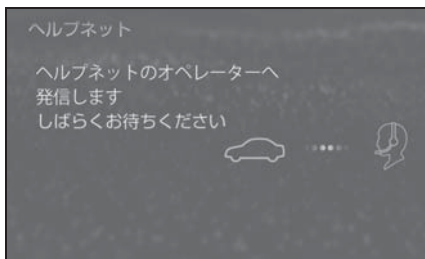 ヘルプネット
ヘルプネットのオペレーターへ
発信します
しばらくお待ちください